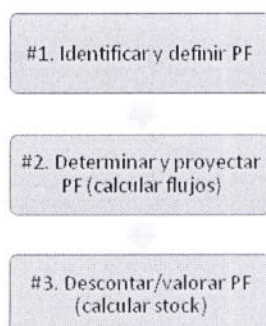 #1. Identificar y definir PF
#2. Determinar y proyectar
PF (calcular flujos)
#3. Descontar/valorar PF
(calcular stock)